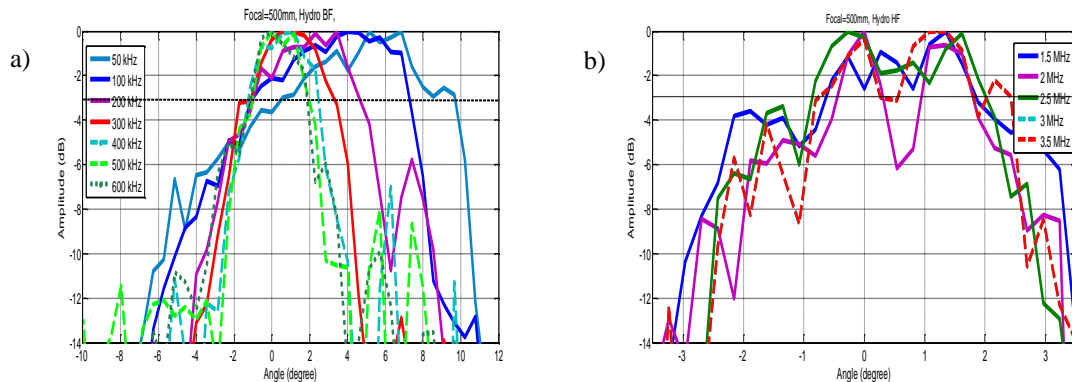 a)
Focal=500mm, Hydro BF,
Amplitude (dB)
0
-2
-4
-6
-8
-10
-12
-14
50 kHz
100 kHz
200 kHz
300 kHz
400 kHz
500 kHz
600 kHz
-10 -8 -6 -4 -2 0 2 4 6 8 10 12
Angle (degree)
b)
Focal=500mm, Hydro HF
Amplitude (dB)
0
-2
-4
-6
-8
-10
-12
-14
1.5 MHz
2 MHz
2.5 MHz
3 MHz
3.5 MHz
-3 -2 -1 0 1 2 3
Angle (degree)